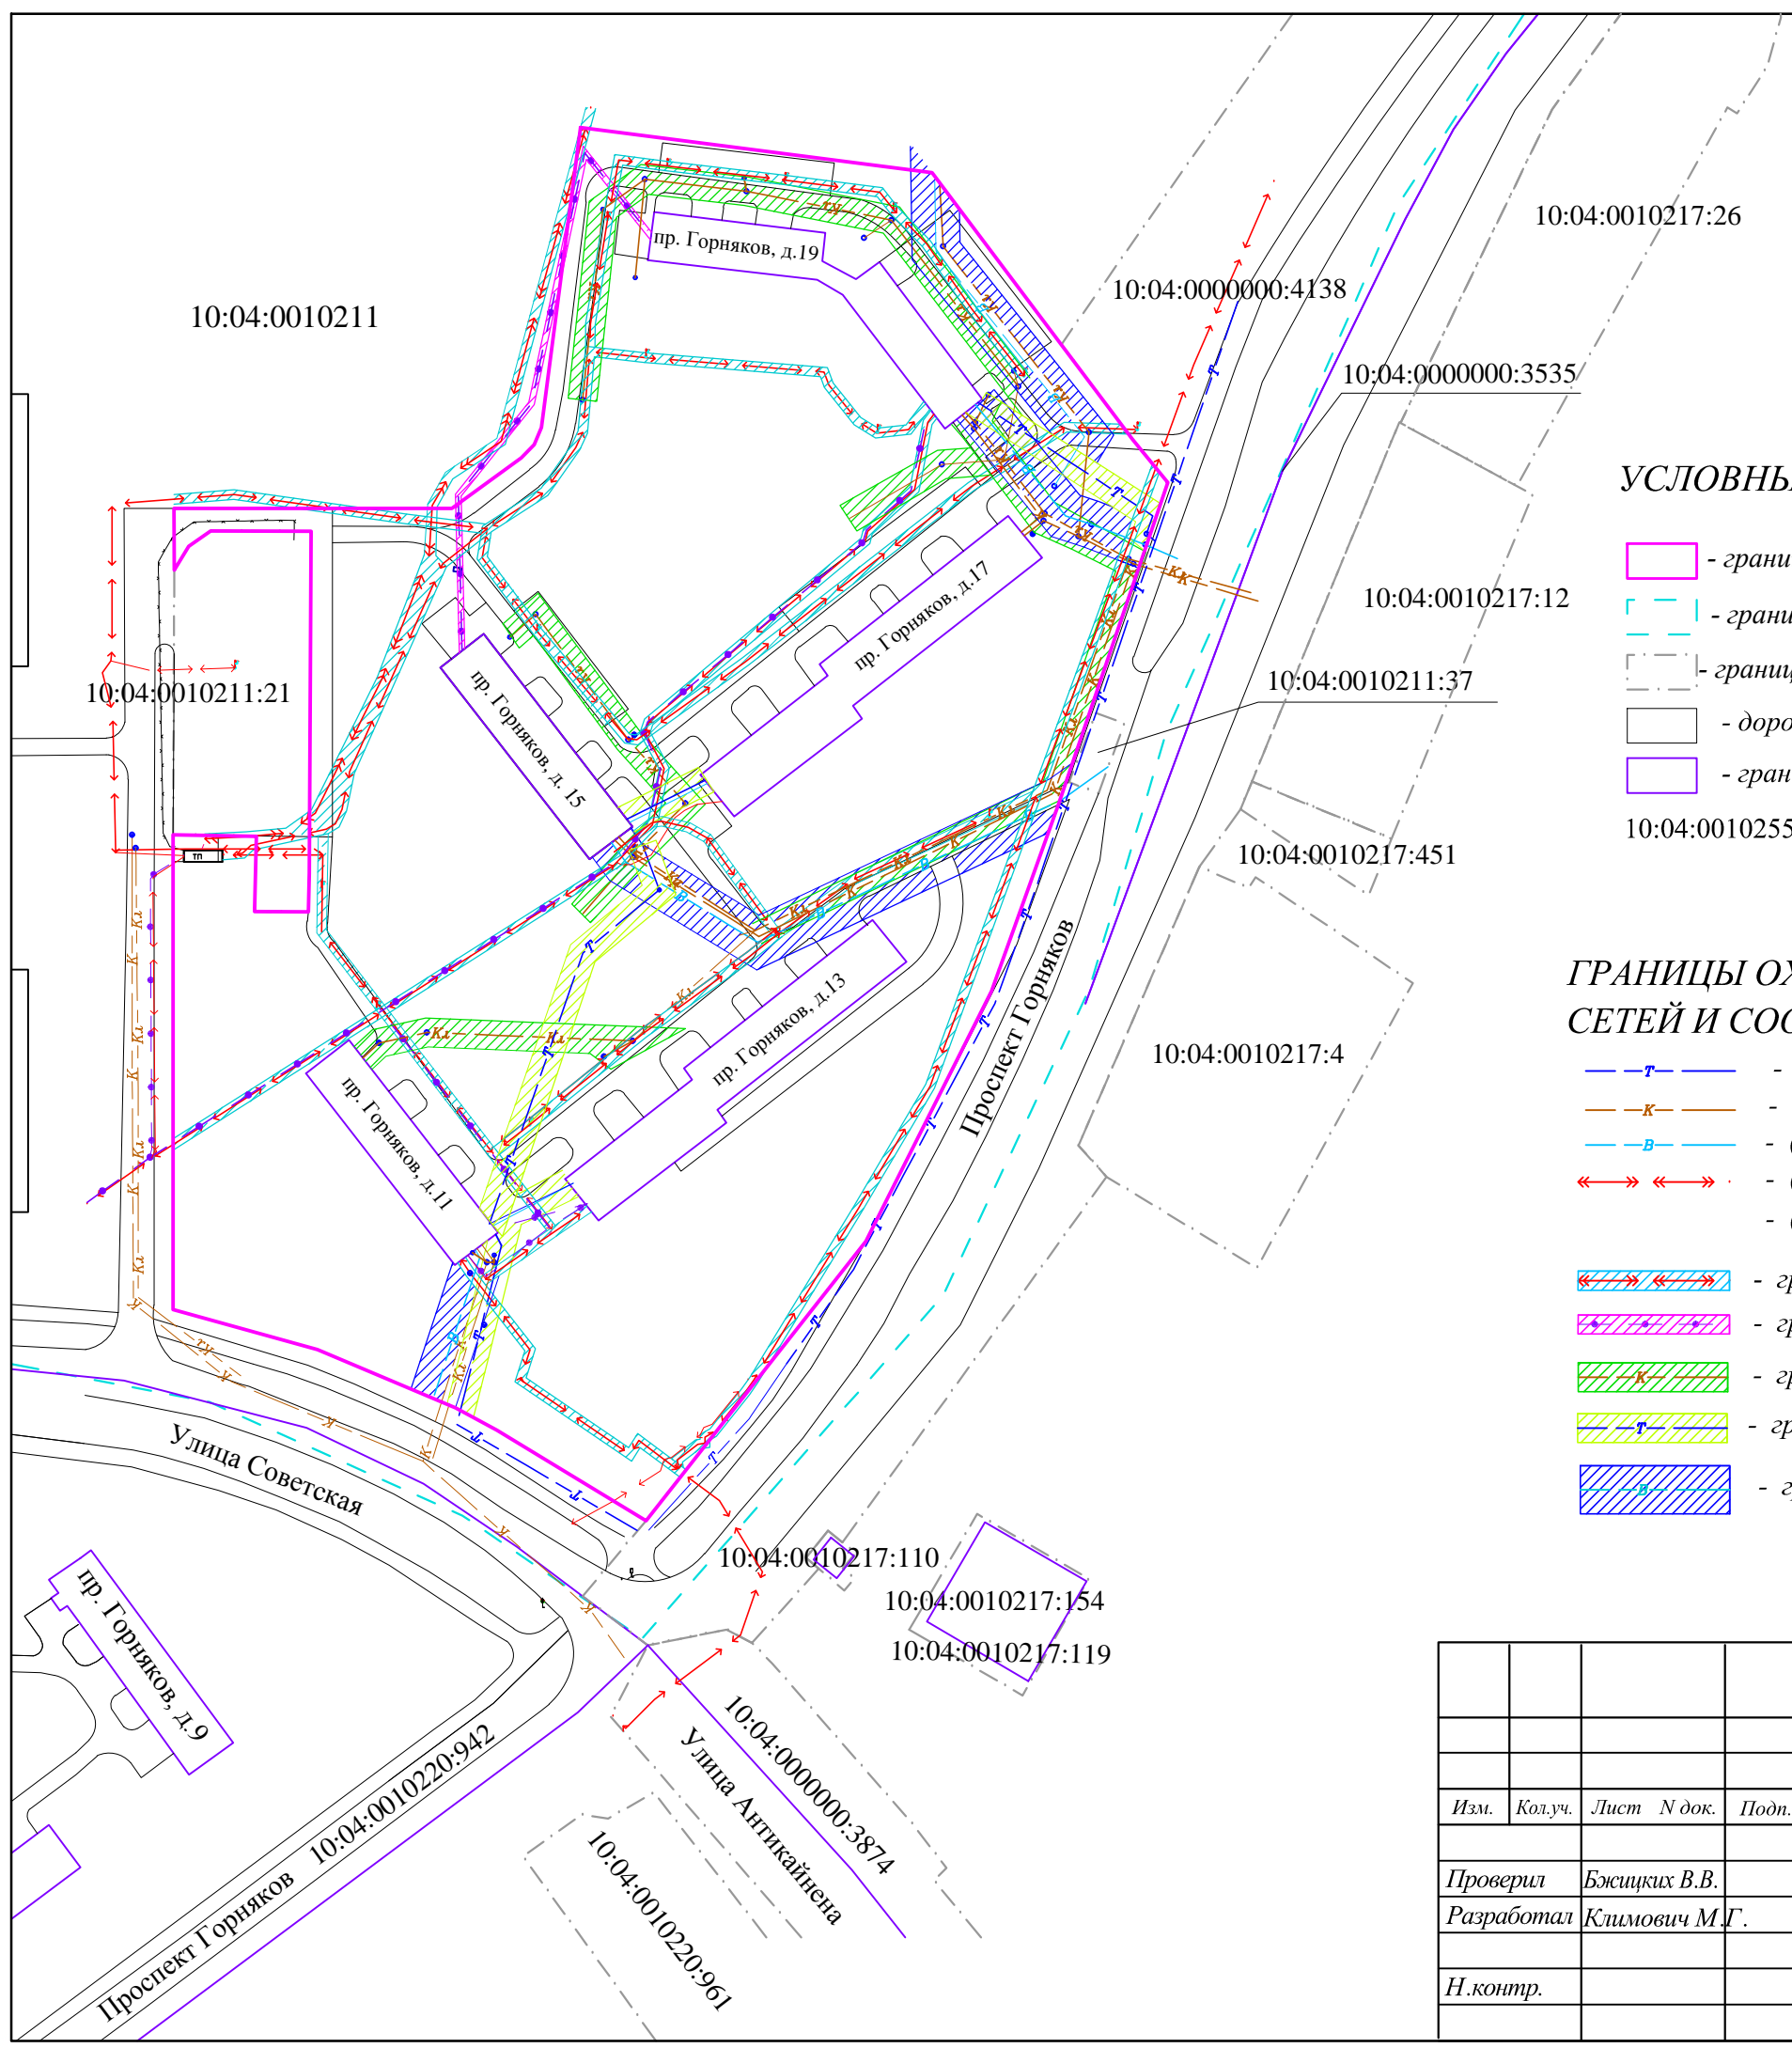 10:04:0010217:26
пр. Горняков, д.19
10:04:0000000:4138
10:04:0010211
10:04:0000000:3535
УСЛОВНЫ
- грани
10:04:0010217:12
пр. Горняков, д.17
- грани
10:04:0010211:37
- границ
10:04:0010211:21
пр. Горняков, д. 15
- доро
- гран
10:04:0010255
ТП
10:04:0010217:451
ГРАНИЦЫ ОХ
СЕТЕЙ И СОО
пр. Горняков, д.13
Проспект Горняков
10:04:0010217:4
- Т -
- К -
- В - (
- (
- (
пр. Горняков, д.11
- гр
- гр
К - гр
Т - гр
В - г
Улица Советская
10:04:0010217:110
10:04:0010217:154
10:04:0010217:119
пр. Горняков, д.9
10:04:0000000:3874
Улица Антикайнена
Проспект Горняков 10:04:0010220:942
10:04:0010220:961
Изм. Кол.уч. Лист N док. Подп.
Проверил Бжицких В.В.
Разработал Климович М.Г.
Н.контр.